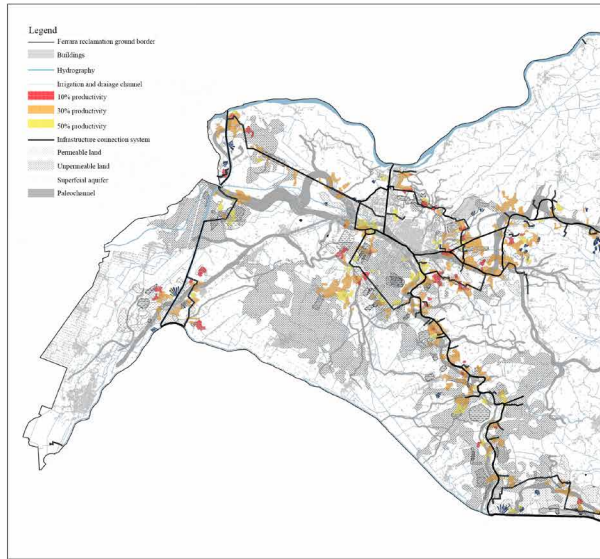 Legend
Ferrara reclamation ground border
Buildings
Hydrography
Irrigation and drainage channel
10% productivity
30% productivity
50% productivity
Infrastructure connection system
Permeable land
Unpermeable land
Superfcial aquifer
Paleochannel